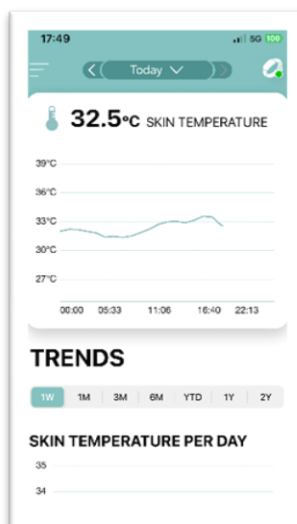 17:49 5G 100
Today
32.5°C SKIN TEMPERATURE
39°C
36°C
33°C
30°C
27°C
00:00 05:33 11:06 16:40 22:13
TRENDS
1W 1M 3M 6M YTD 1Y 2Y
SKIN TEMPERATURE PER DAY
35
34